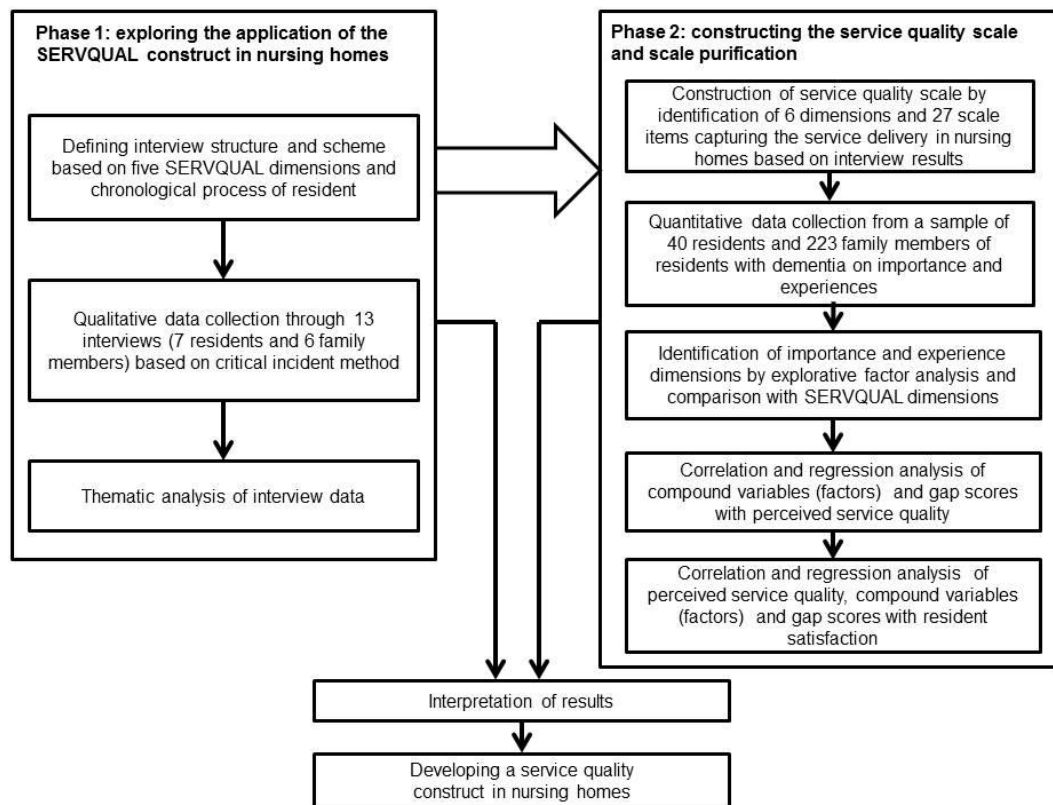 Phase 1: exploring the application of the
SERVQUAL construct in nursing homes
Defining interview structure and scheme
based on five SERVQUAL dimensions and
chronological process of resident
Qualitative data collection through 13
interviews (7 residents and 6 family
members) based on critical incident method
Thematic analysis of interview data
Phase 2: constructing the service quality scale
and scale purification
Construction of service quality scale by
identification of 6 dimensions and 27 scale
items capturing the service delivery in nursing
homes based on interview results
Quantitative data collection from a sample of
40 residents and 223 family members of
residents with dementia on importance and
experiences
Identification of importance and experience
dimensions by explorative factor analysis and
comparison with SERVQUAL dimensions
Correlation and regression analysis of
compound variables (factors) and gap scores
with perceived service quality
Correlation and regression analysis of
perceived service quality, compound variables
(factors) and gap scores with resident
satisfaction
Interpretation of results
Developing a service quality
construct in nursing homes